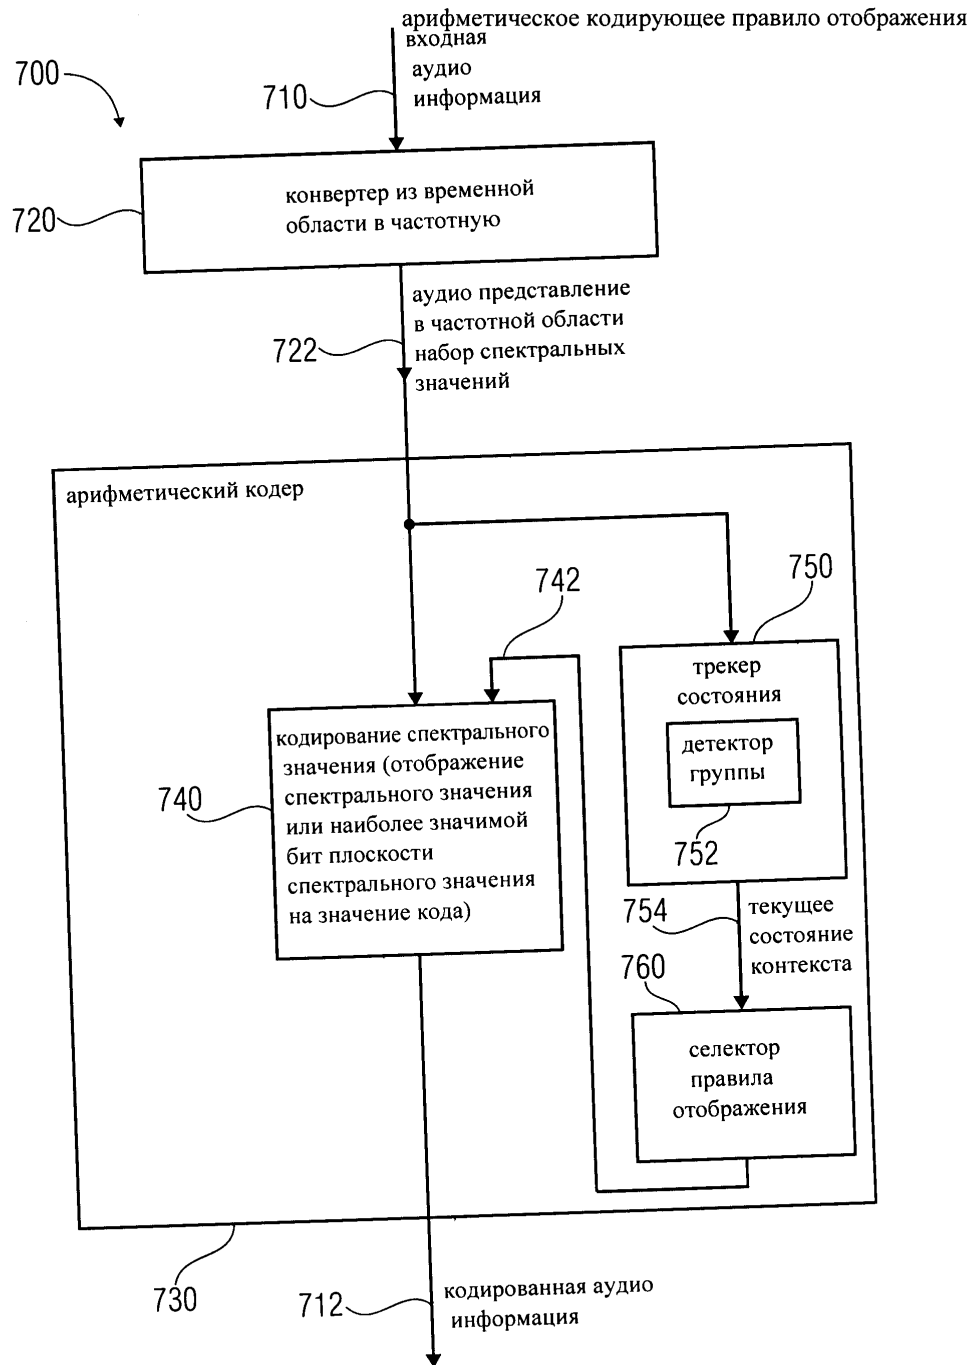 арифметическое кодирующее правило отображения
входная
аудио
информация
700
710
конвертер из временной
области в частотную
720
аудио представление
в частотной области
набор спектральных
значений
722
арифметический кодер
742
750
трекер
состояния
детектор
группы
752
кодирование спектрального
значения (отображение
спектрального значения
или наиболее значимой
бит плоскости
спектрального значения
на значение кода)
740
754
текущее
состояние
контекста
760
селектор
правила
отображения
730
712
кодированная аудио
информация